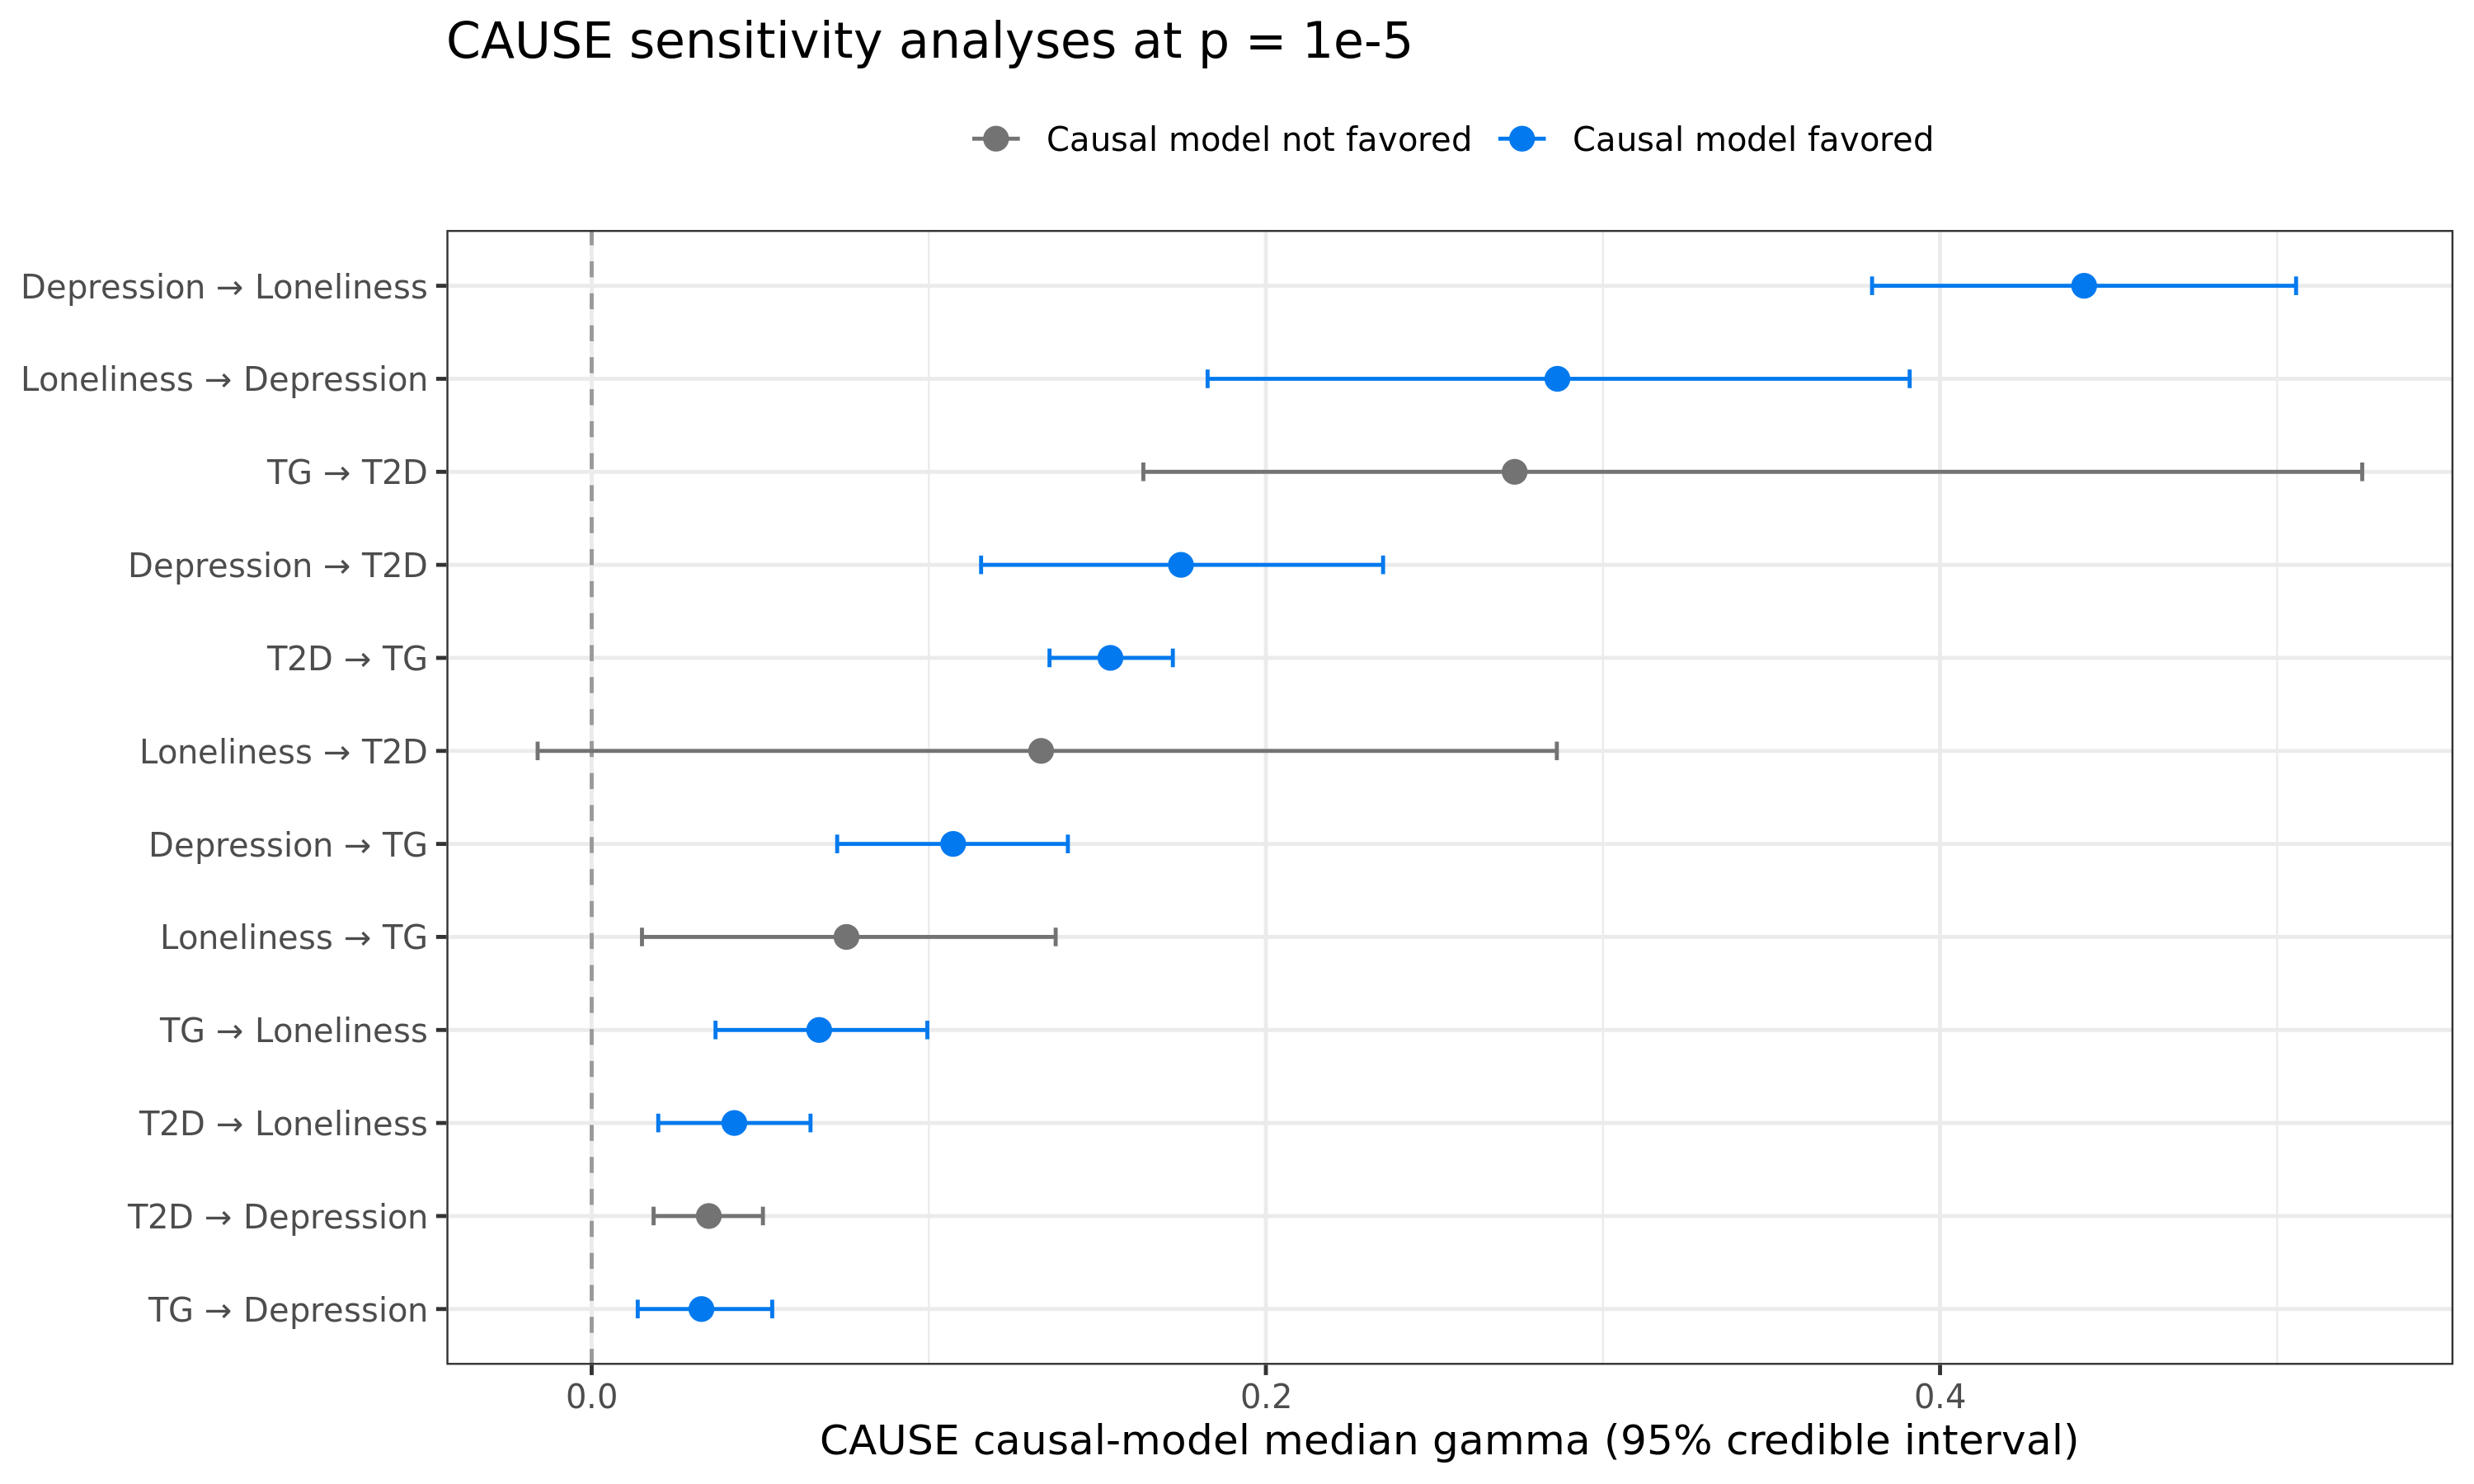 CAUSE sensitivity analyses at p = 1e-5
Causal model not favored
Causal model favored
Depression → Loneliness
Loneliness → Depression
TG → T2D
Depression → T2D
T2D → TG
Loneliness → T2D
Depression → TG
Loneliness → TG
TG → Loneliness
T2D → Loneliness
T2D → Depression
TG → Depression
0.0
0.2
0.4
CAUSE causal-model median gamma (95% credible interval)